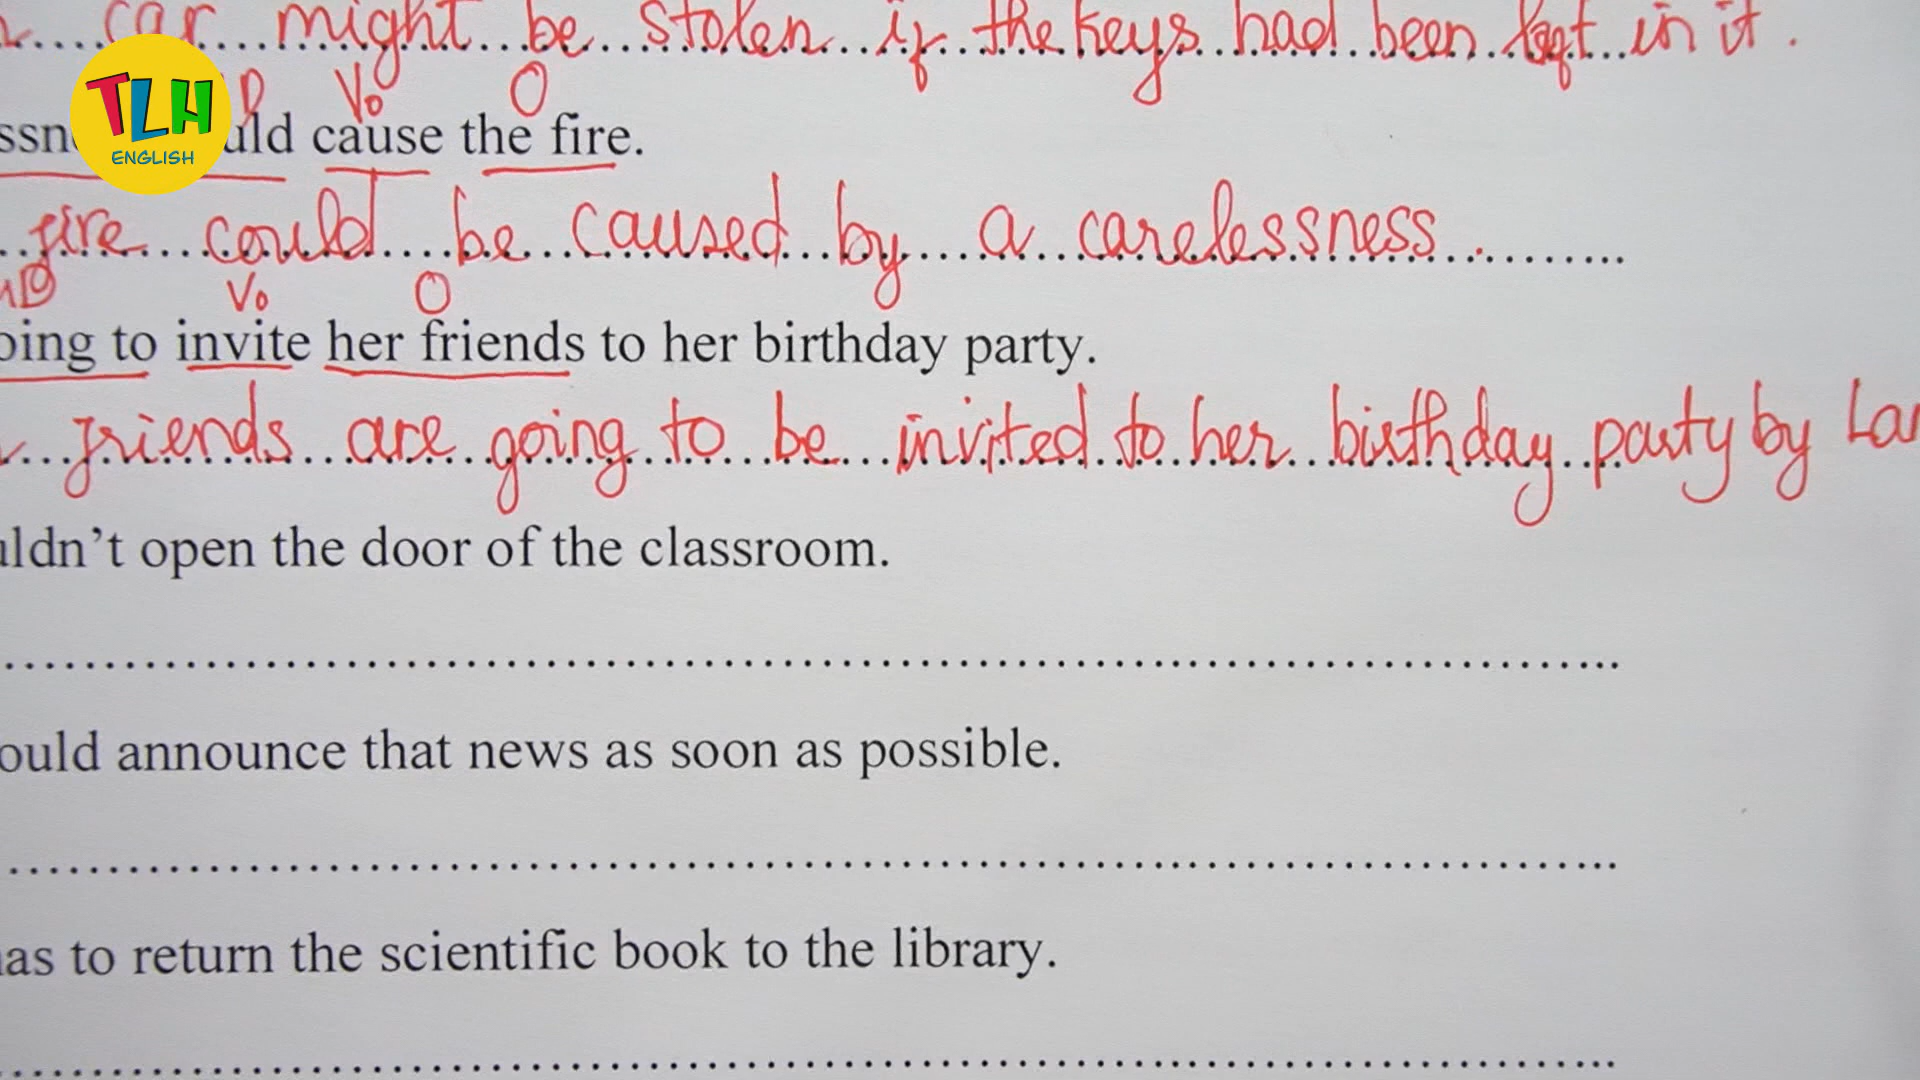 car might be stolen if the keys had been left in it.
TLH
ENGLISH
Vo O
uld cause the fire.
fire could be caused by a carelessness.
Vo O
oing to invite her friends to her birthday party.
friends are going to be invited to her birthday party by Lan
uldn't open the door of the classroom.
ould announce that news as soon as possible.
as to return the scientific book to the library.